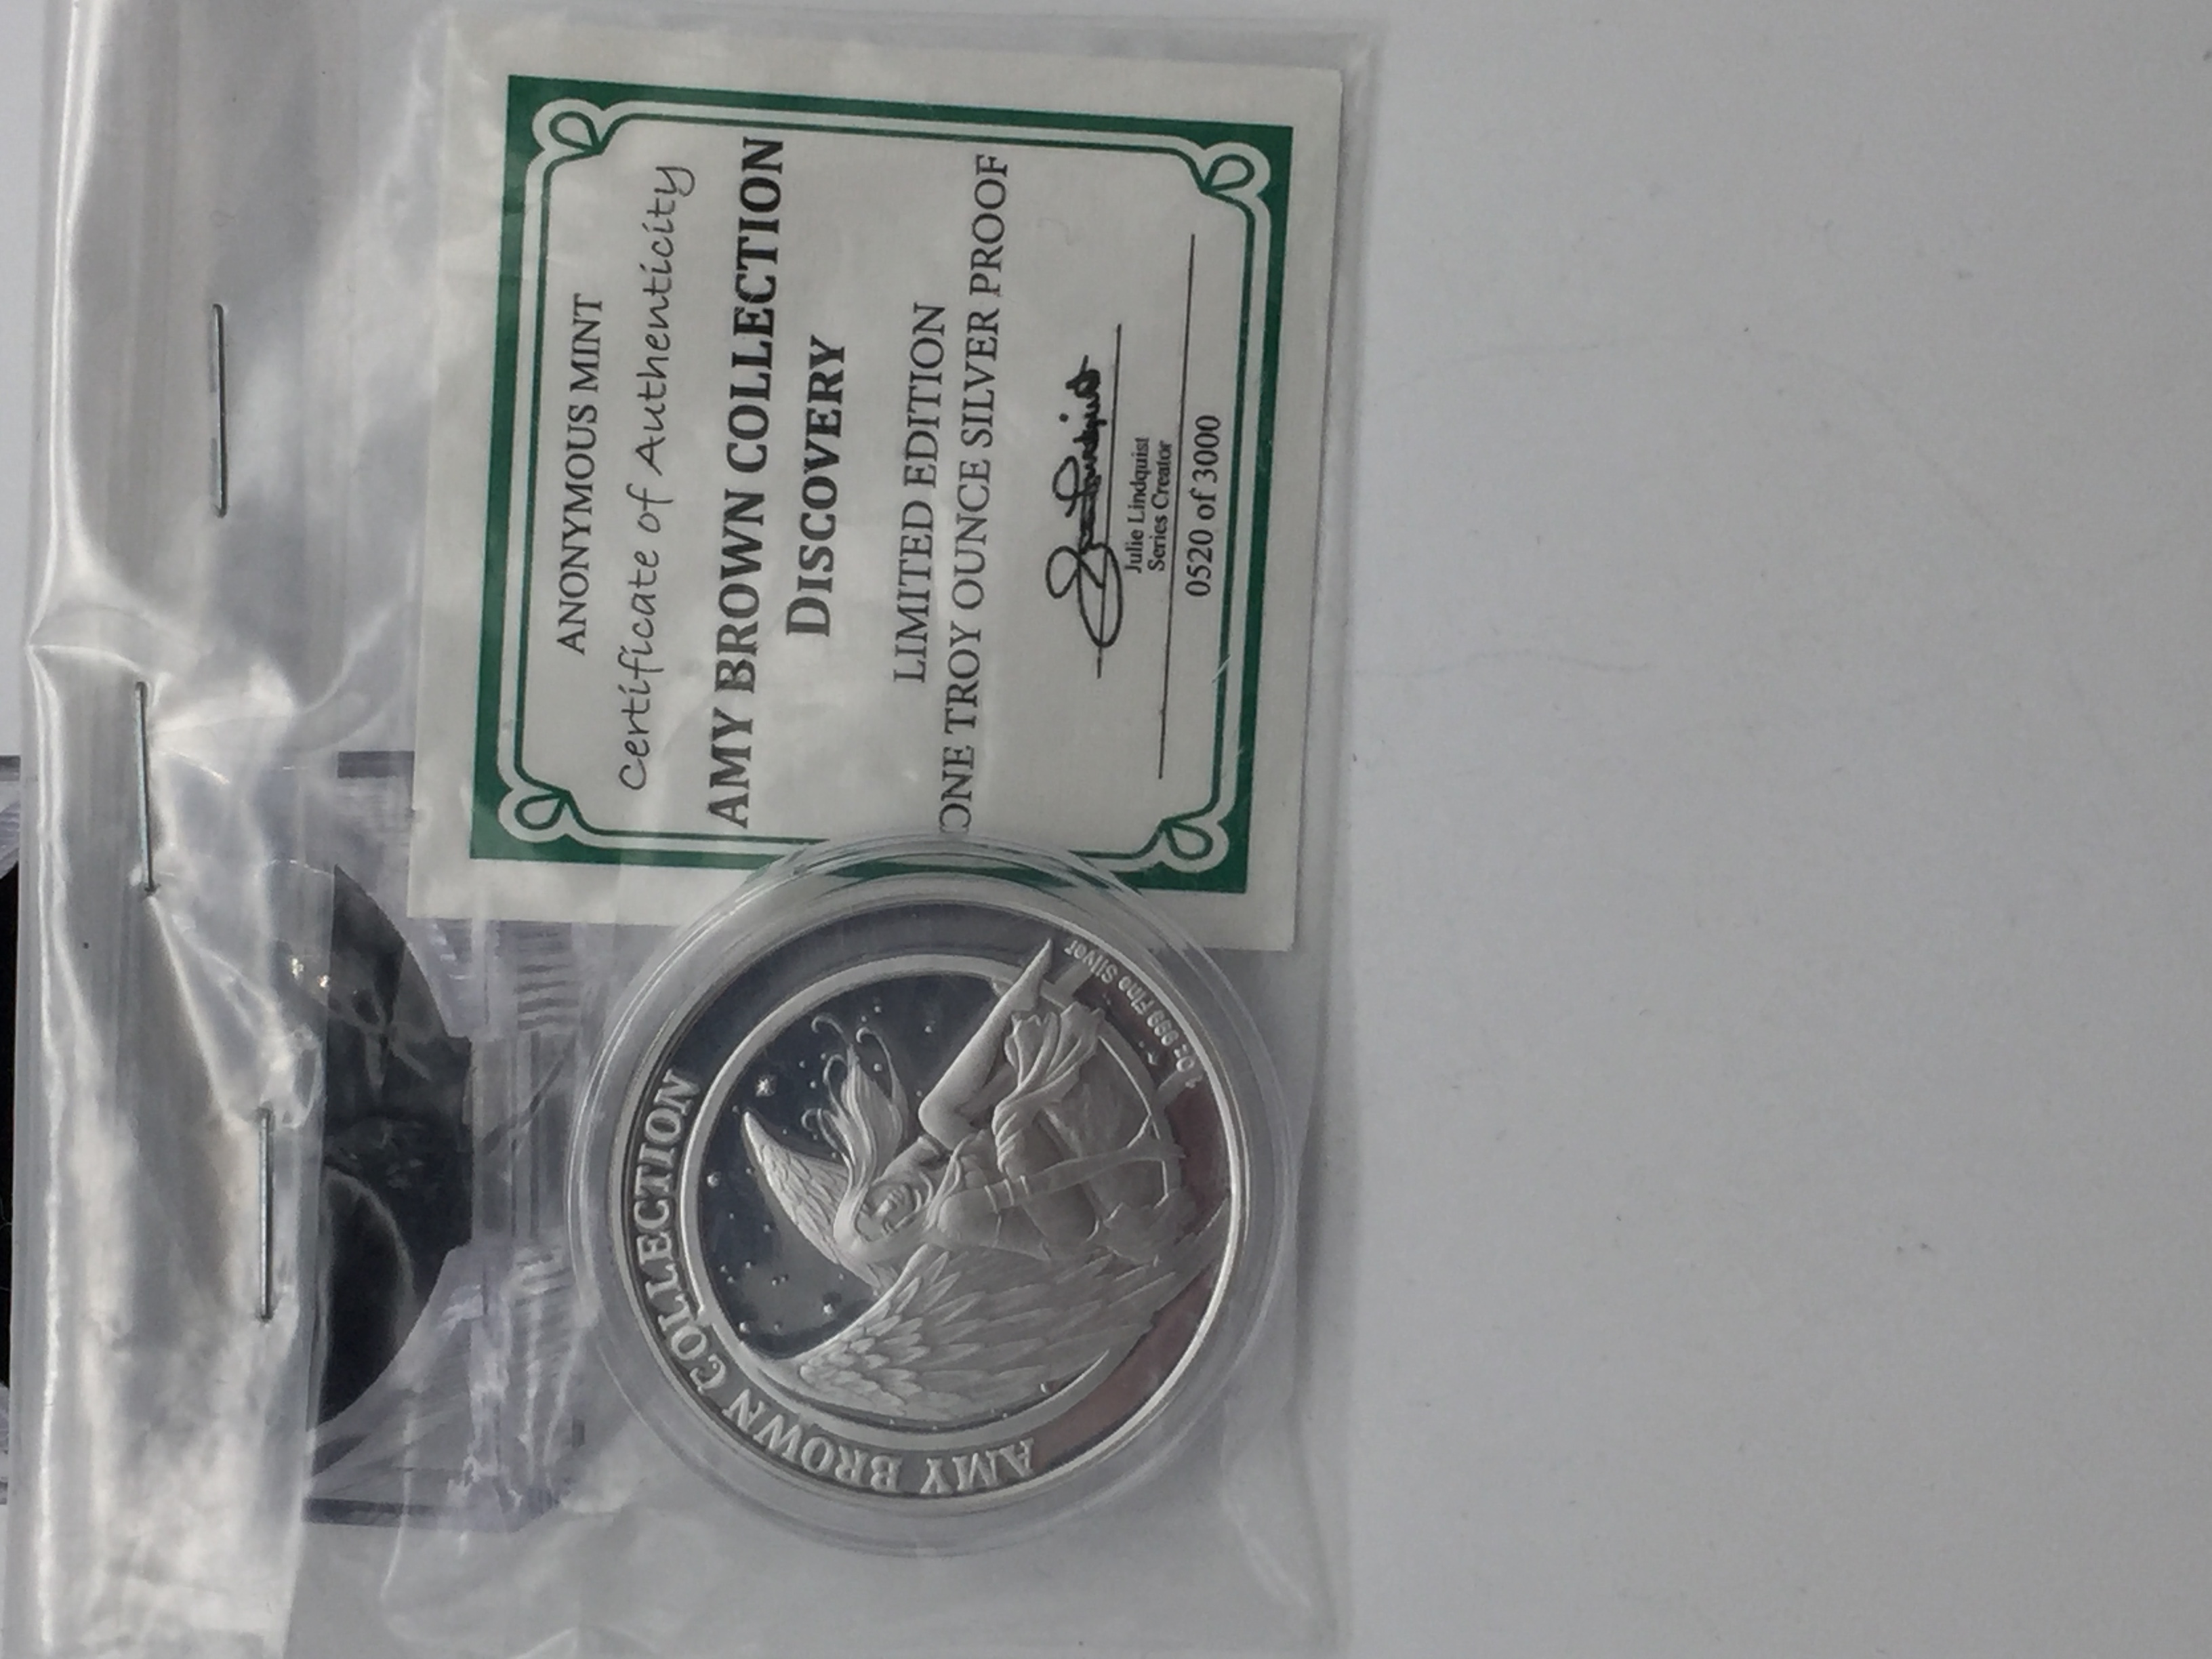 ANONYMOUS MINT
Certificate of Authenticity
AMY BROWN COLLECTION
DISCOVERY
LIMITED EDITION
ONE TROY OUNCE SILVER PROOF
Julie Lindquist
Series Creator
0520 of 3000
AMY BROWN COLLECTION
1 oz 999 Fine Silver